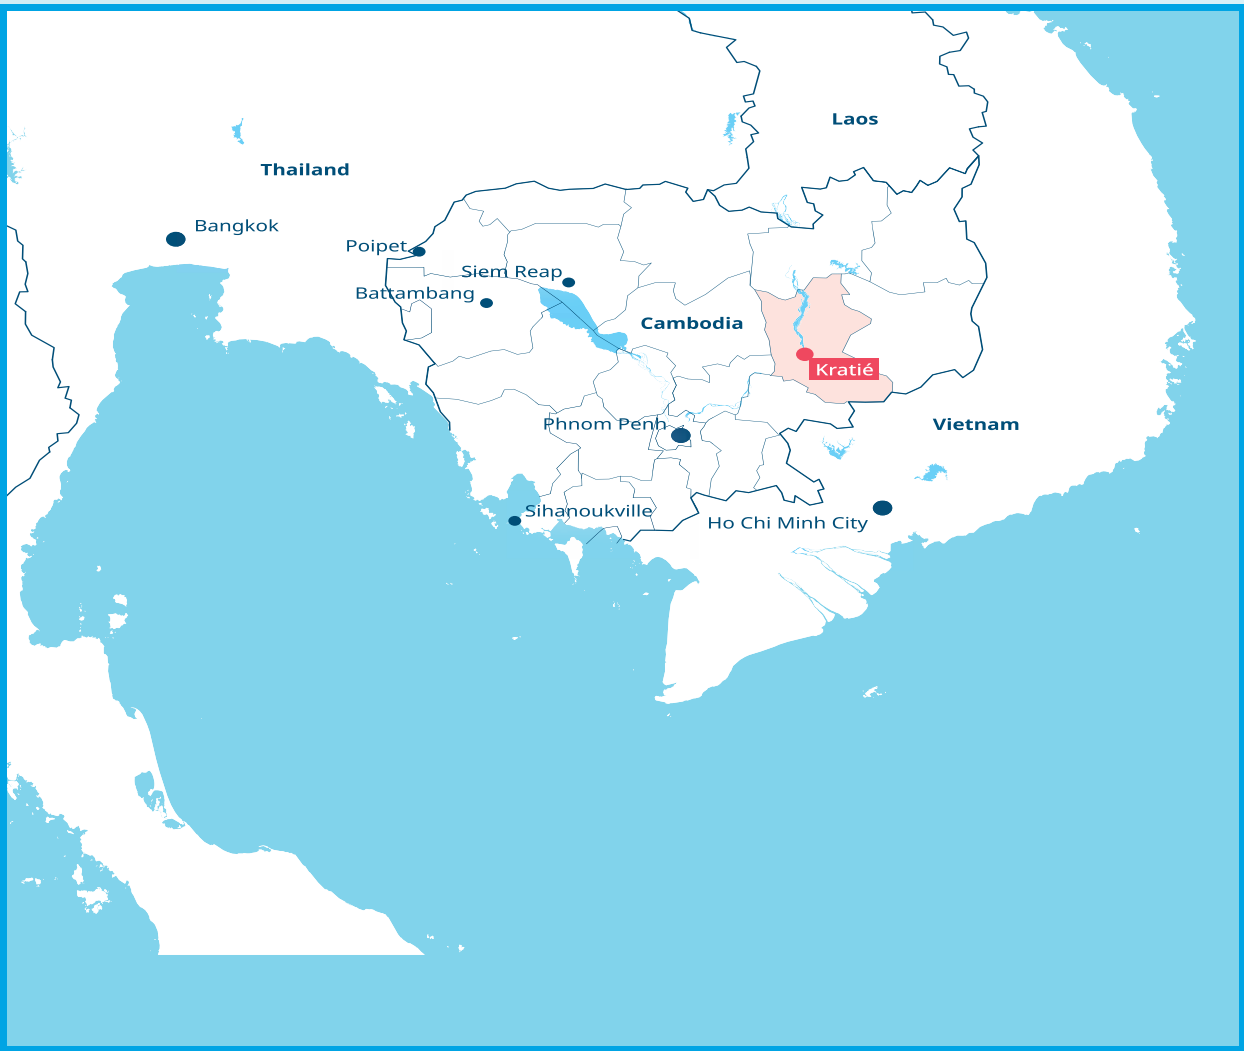 Laos
Thailand
Bangkok
Poipet
Siem Reap
Battambang
Cambodia
Kratié
Phnom Penh
Vietnam
Sihanoukville
Ho Chi Minh City